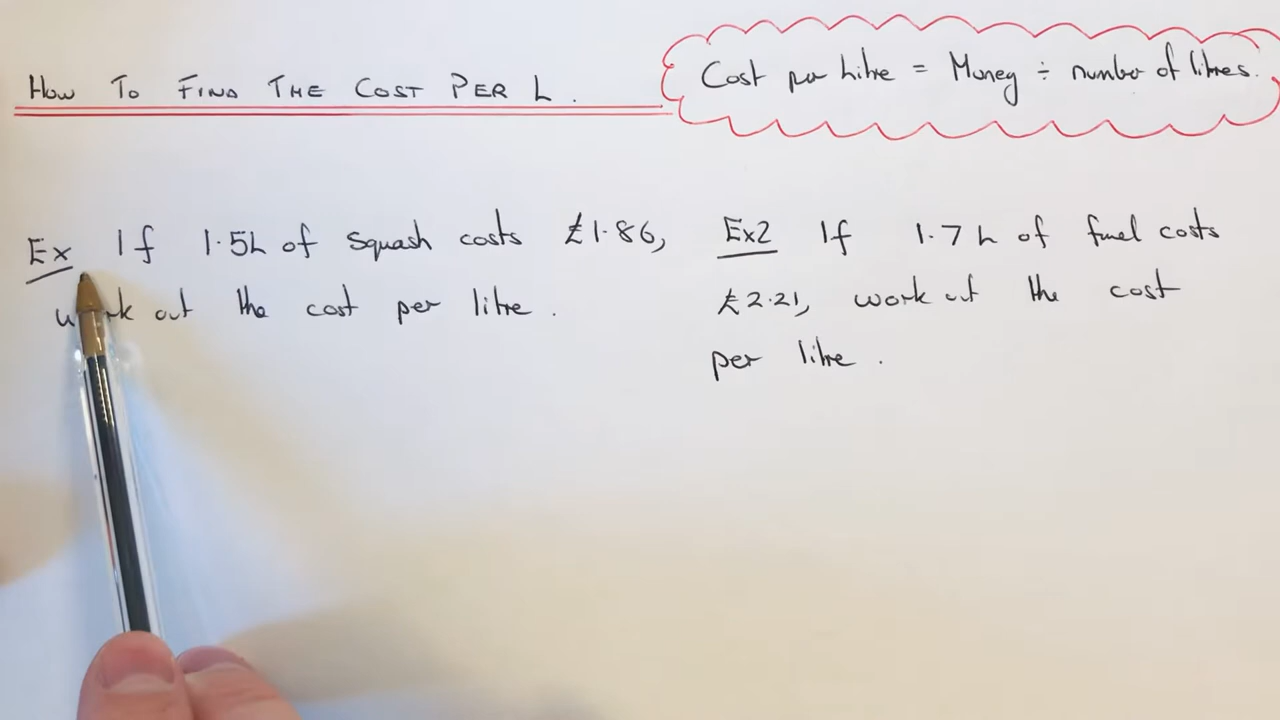 HOW TO FIND THE COST PER L.
Cost per Litre = Money ÷ number of litres.
Ex If 1.5L of squash costs £1.86,
work out the cost per litre.
Ex2 If 1.7L of fuel costs
£2.21, work out the cost
per litre.